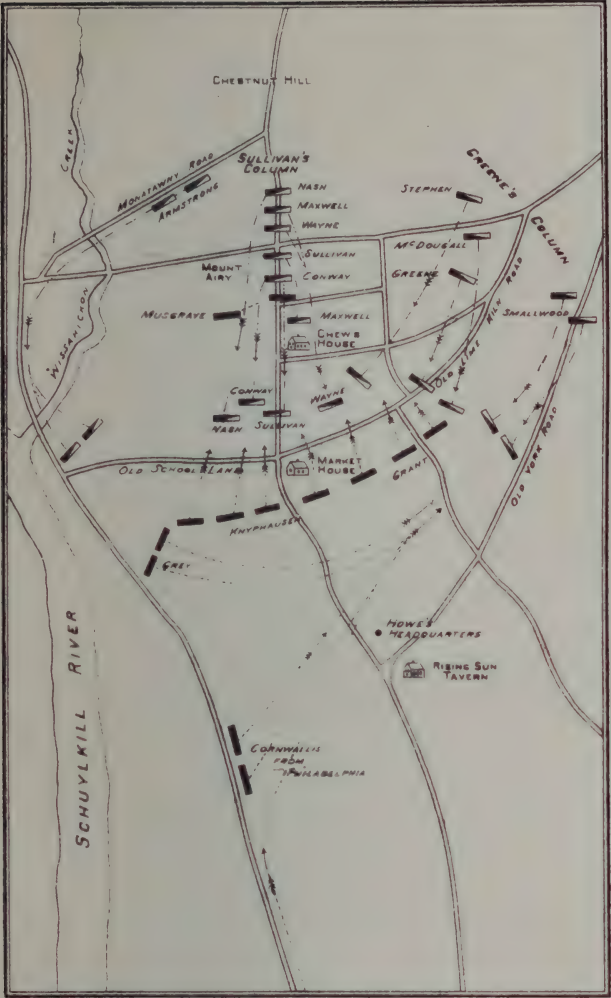 CHESTNUT HILL
CREEK
MONATAWNY ROAD
ARMSTRONG
SULLIVAN'S
COLUMN
NASH
MAXWELL
WAYNE
SULLIVAN
CONWAY
MOUNT
AIRY
MUSGRAVE
MAXWELL
CHEW'S
HOUSE
STEPHEN
GREENE'S
COLUMN
McDOUGALL
GREENE
SMALLWOOD
OLD LIME KILN ROAD
OLD YORK ROAD
WISSAHICKON
CONWAY
NASH
SULLIVAN
WAYNE
OLD SCHOOL LANE
MARKET
HOUSE
GRANT
KNYPHAUSEN
GREY
HOWE'S
HEADQUARTERS
RISING SUN
TAVERN
SCHUYLKILL RIVER
CORNWALLIS
FROM
PHILADELPHIA